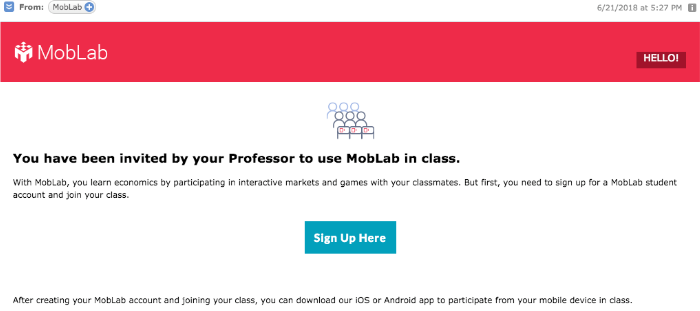 From: MobLab
6/21/2018 at 5:27 PM
MobLab
HELLO!
You have been invited by your Professor to use MobLab in class.
With MobLab, you learn economics by participating in interactive markets and games with your classmates. But first, you need to sign up for a MobLab student
account and join your class.
Sign Up Here
After creating your MobLab account and joining your class, you can download our iOS or Android app to participate from your mobile device in class.